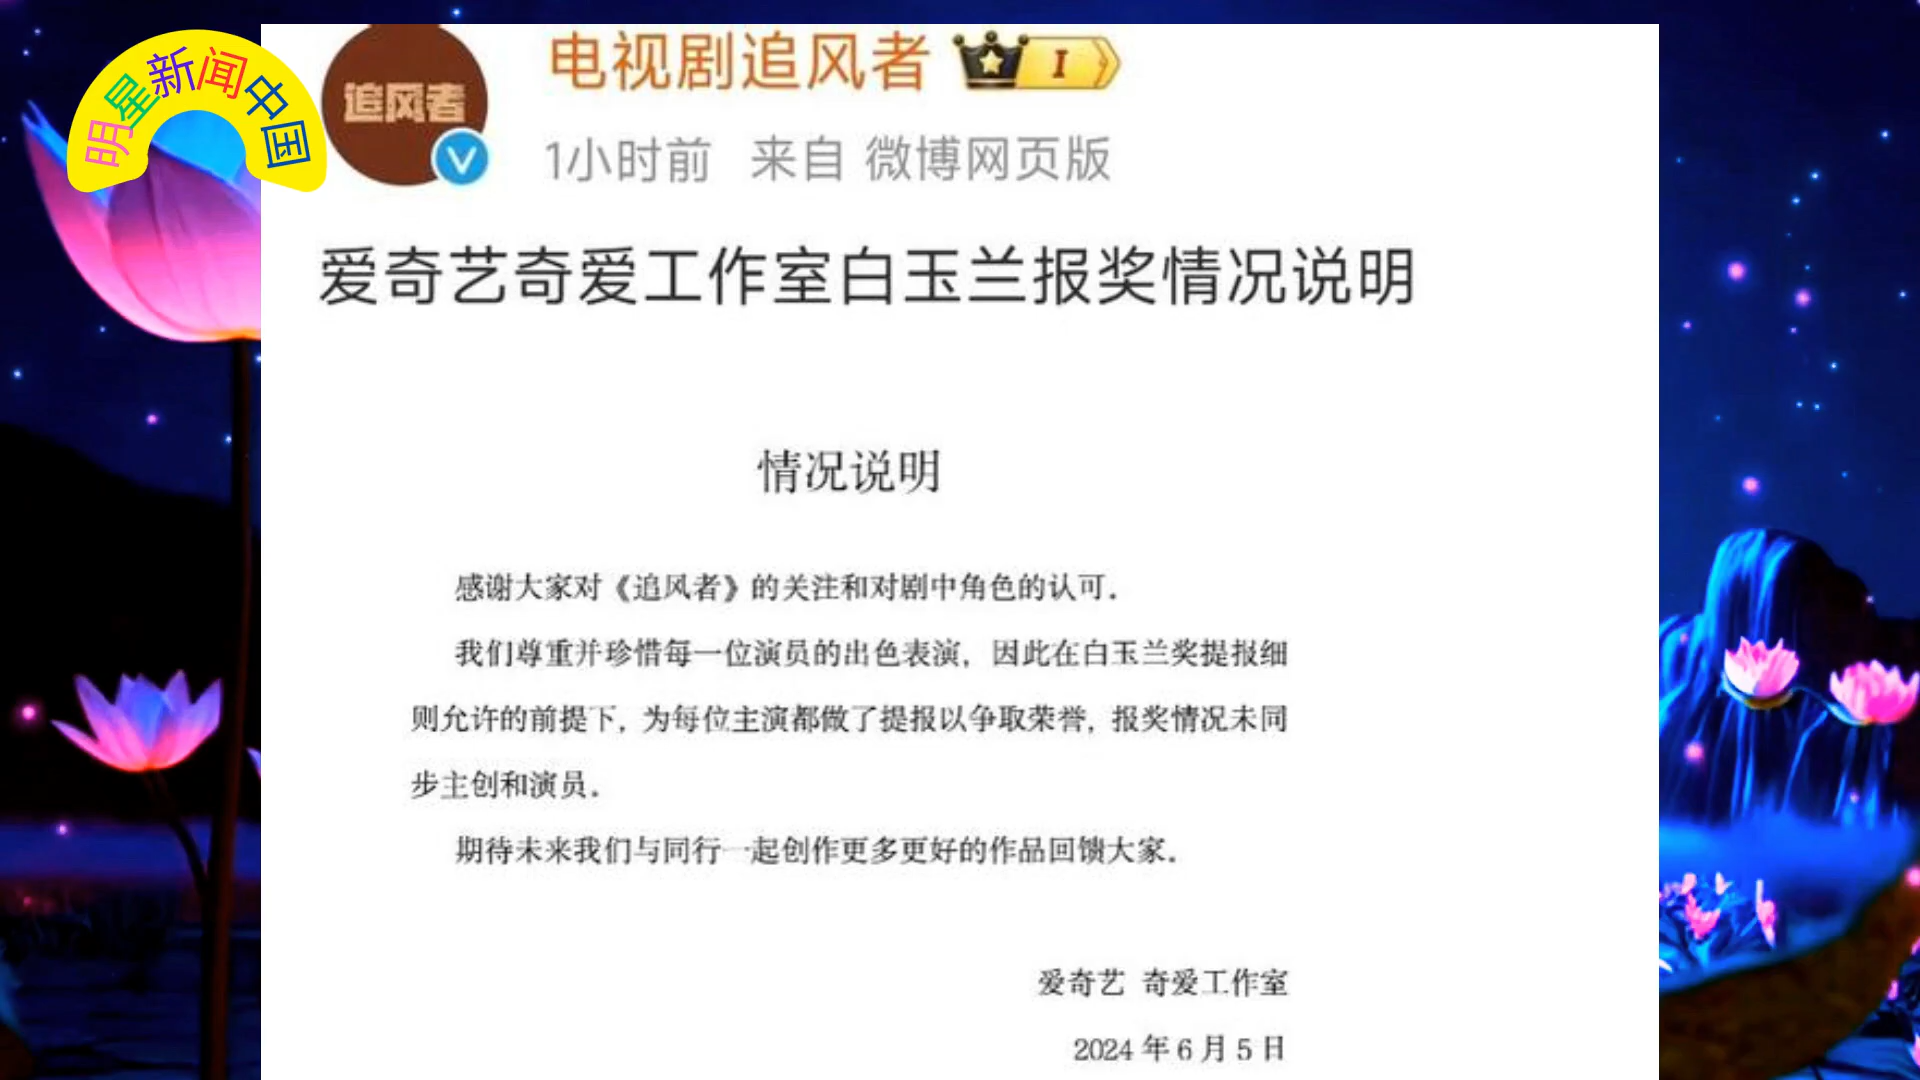 明星新闻中国
追风者
电视剧追风者
I
1小时前 来自 微博网页版
爱奇艺奇爱工作室白玉兰报奖情况说明
情况说明
感谢大家对《追风者》的关注和对剧中角色的认可.
我们尊重并珍惜每一位演员的出色表演, 因此在白玉兰奖提报细
则允许的前提下, 为每位主演都做了提报以争取荣誉, 报奖情况未同
步主创和演员.
期待未来我们与同行一起创作更多更好的作品回馈大家.
爱奇艺 奇爱工作室
2024 年 6 月 5 日